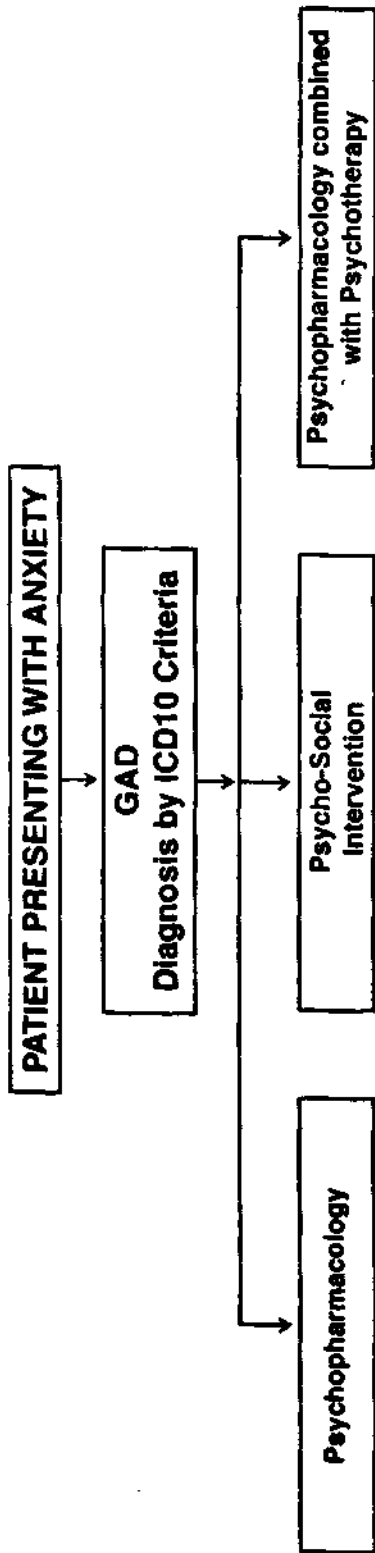 PATIENT PRESENTING WITH ANXIETY
GAD
Diagnosis by ICD10 Criteria
Psychopharmacology
Psycho-Social
Intervention
Psychopharmacology combined
with Psychotherapy